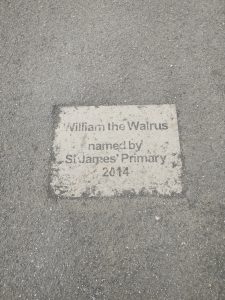 William the Walrus
named by
St James' Primary
2014